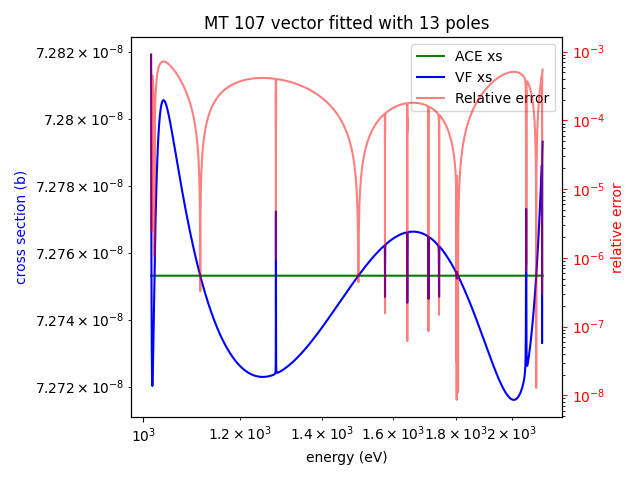 MT 107 vector fitted with 13 poles
ACE xs
VF xs
Relative error
7.282 × 10⁻⁸
7.28 × 10⁻⁸
7.278 × 10⁻⁸
7.276 × 10⁻⁸
7.274 × 10⁻⁸
7.272 × 10⁻⁸
cross section (b)
10⁻³
10⁻⁴
10⁻⁵
10⁻⁶
10⁻⁷
10⁻⁸
relative error
10³ 1.2 × 10³ 1.4 × 10³ 1.6 × 10³ 1.8 × 10³ 2 × 10³
energy (eV)